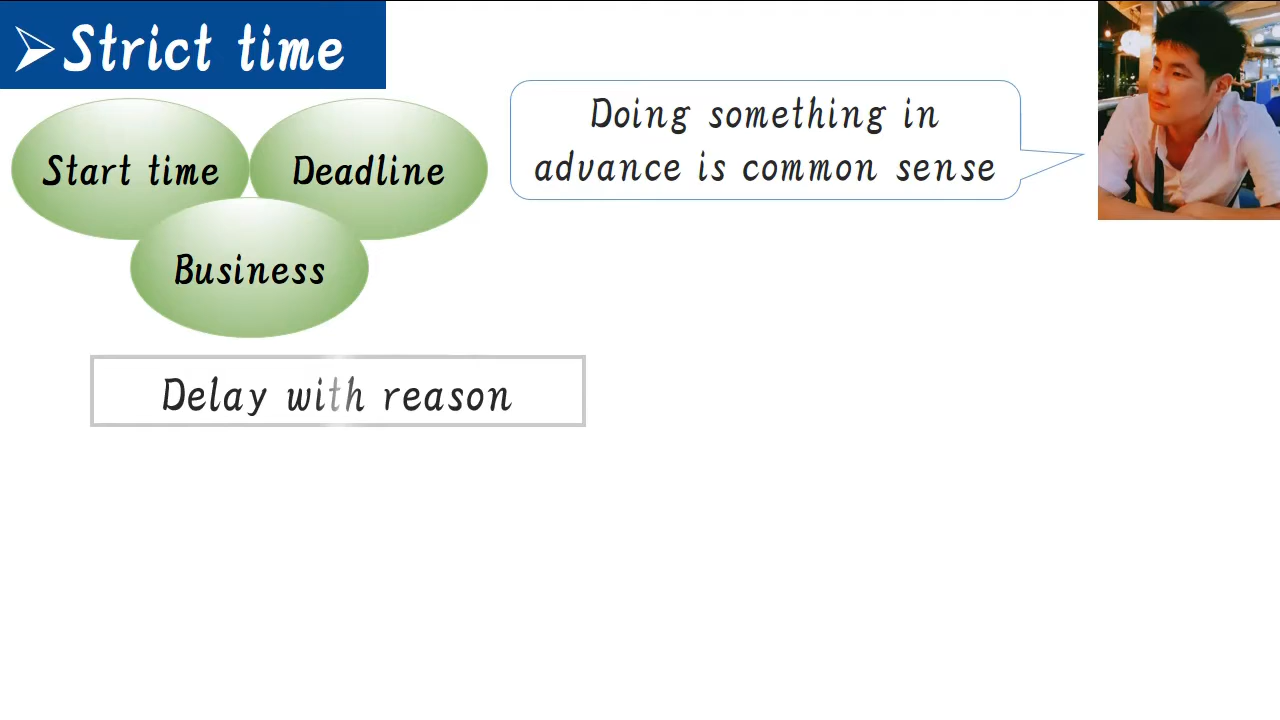 Strict time
Start time
Deadline
Business
Doing something in
advance is common sense
Delay with reason